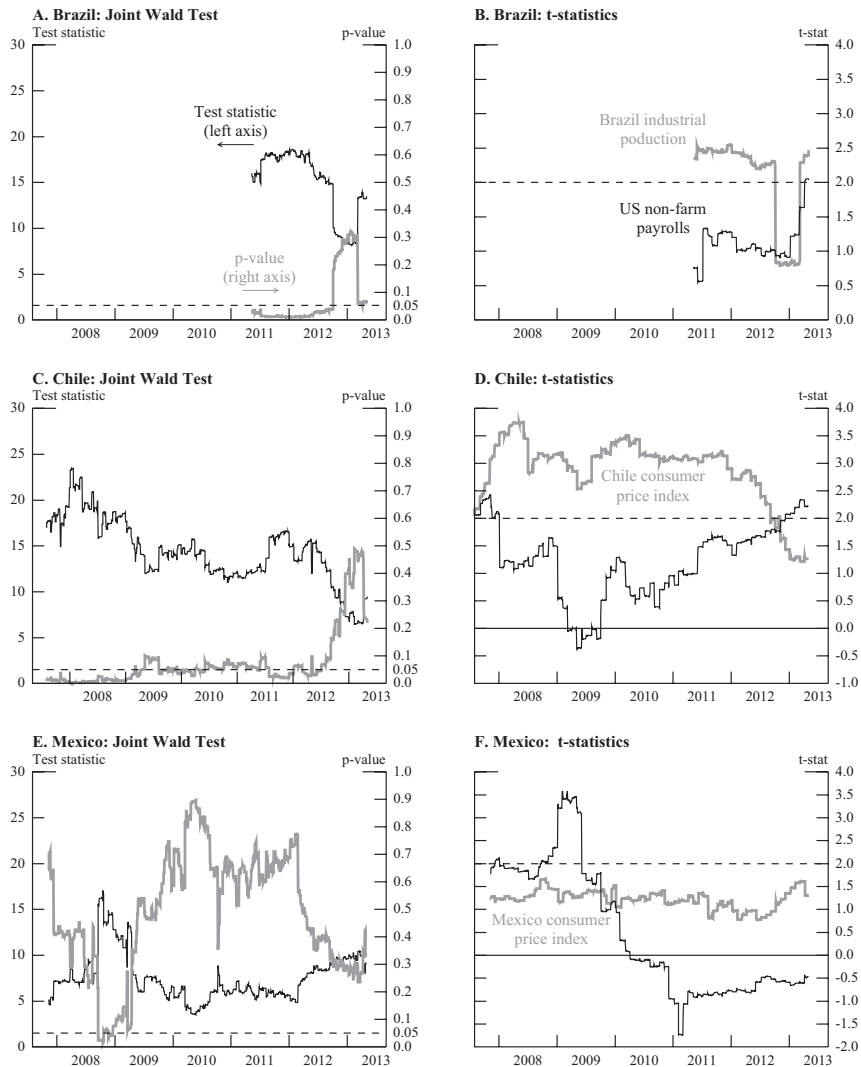 A. Brazil: Joint Wald Test
Test statistic p-value
30 1.0
0.9
25
0.8
0.7
20
0.6
15 0.5
0.4
10
0.3
0.2
5
0.1
0.05
0 0.0
Test statistic
(left axis)
p-value
(right axis)
2008 2009 2010 2011 2012 2013
B. Brazil: t-statistics
t-stat
4.0
3.5
3.0
2.5
2.0
1.5
1.0
0.5
0.0
Brazil industrial
poduction
US non-farm
payrolls
2008 2009 2010 2011 2012 2013
C. Chile: Joint Wald Test
Test statistic p-value
30 1.0
0.9
25
0.8
0.7
20
0.6
15 0.5
0.4
10
0.3
0.2
5
0.1
0.05
0 0.0
2008 2009 2010 2011 2012 2013
D. Chile: t-statistics
t-stat
4.0
3.5
3.0
2.5
2.0
1.5
1.0
0.5
0.0
-0.5
-1.0
Chile consumer
price index
2008 2009 2010 2011 2012 2013
E. Mexico: Joint Wald Test
Test statistic p-value
30 1.0
0.9
25
0.8
0.7
20
0.6
15 0.5
0.4
10
0.3
0.2
5
0.1
0.05
0 0.0
2008 2009 2010 2011 2012 2013
F. Mexico: t-statistics
t-stat
4.0
3.5
3.0
2.5
2.0
1.5
1.0
0.5
0.0
-0.5
-1.0
-1.5
-2.0
Mexico consumer
price index
2008 2009 2010 2011 2012 2013